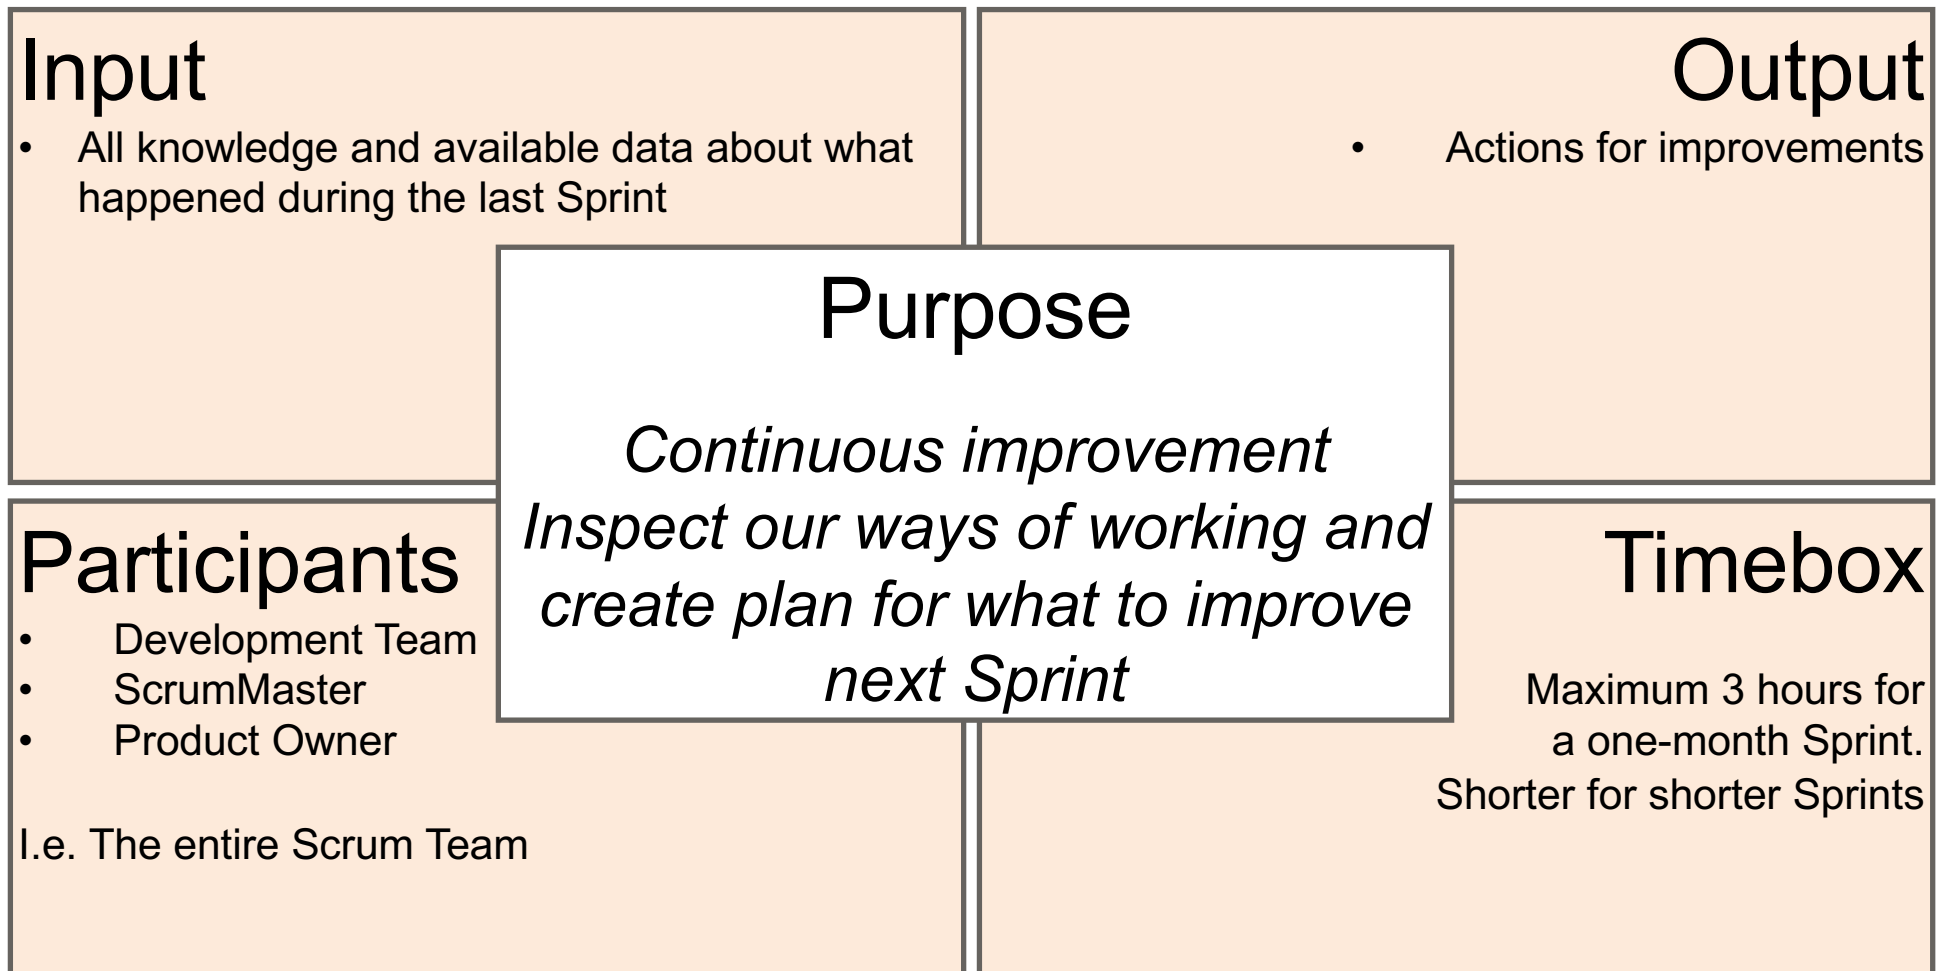 Input
• All knowledge and available data about what
happened during the last Sprint
Output
• Actions for improvements
Purpose
Continuous improvement
Inspect our ways of working and
create plan for what to improve
next Sprint
Participants
• Development Team
• ScrumMaster
• Product Owner
I.e. The entire Scrum Team
Timebox
Maximum 3 hours for
a one-month Sprint.
Shorter for shorter Sprints